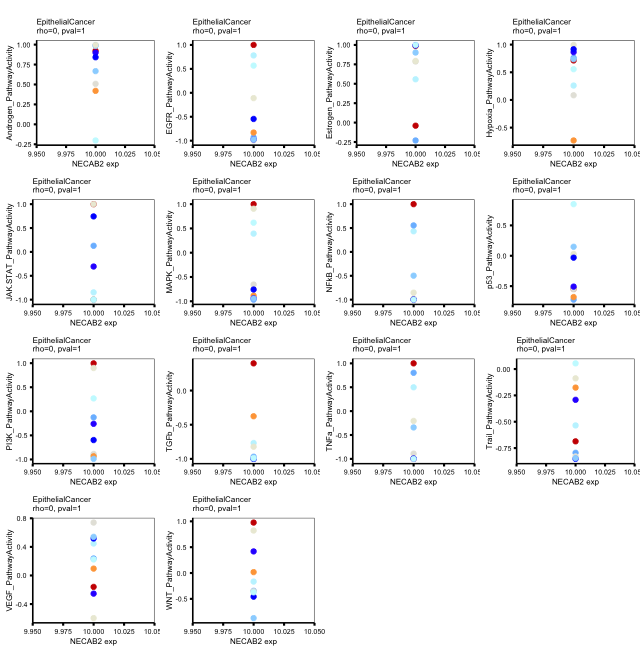 EpithelialCancer
rho=0, pval=1
Androgen_PathwayActivity
1.00
0.75
0.50
0.25
0.00
-0.25
9.950 9.975 10.000 10.025 10.05
NECAB2 exp
EpithelialCancer
rho=0, pval=1
EGFR_PathwayActivity
1.0
0.5
0.0
-0.5
-1.0
9.950 9.975 10.000 10.025 10.05
NECAB2 exp
EpithelialCancer
rho=0, pval=1
Estrogen_PathwayActivity
1.00
0.75
0.50
0.25
0.00
-0.25
9.950 9.975 10.000 10.025 10.05
NECAB2 exp
EpithelialCancer
rho=0, pval=1
Hypoxia_PathwayActivity
1.0
0.5
0.0
-0.5
9.950 9.975 10.000 10.025 10.05
NECAB2 exp
EpithelialCancer
rho=0, pval=1
JAK.STAT_PathwayActivity
1.0
0.5
0.0
-0.5
-1.0
9.950 9.975 10.000 10.025 10.05
NECAB2 exp
EpithelialCancer
rho=0, pval=1
MAPK_PathwayActivity
1.0
0.5
0.0
-0.5
-1.0
9.950 9.975 10.000 10.025 10.05
NECAB2 exp
EpithelialCancer
rho=0, pval=1
NFkB_PathwayActivity
1.0
0.5
0.0
-0.5
-1.0
9.950 9.975 10.000 10.025 10.05
NECAB2 exp
EpithelialCancer
rho=0, pval=1
p53_PathwayActivity
0.5
0.0
-0.5
9.950 9.975 10.000 10.025 10.05
NECAB2 exp
EpithelialCancer
rho=0, pval=1
PI3K_PathwayActivity
1.0
0.5
0.0
-0.5
-1.0
9.950 9.975 10.000 10.025 10.05
NECAB2 exp
EpithelialCancer
rho=0, pval=1
TGFb_PathwayActivity
0.0
-0.5
-1.0
9.950 9.975 10.000 10.025 10.05
NECAB2 exp
EpithelialCancer
rho=0, pval=1
TNFa_PathwayActivity
1.0
0.5
0.0
-0.5
-1.0
9.950 9.975 10.000 10.025 10.05
NECAB2 exp
EpithelialCancer
rho=0, pval=1
Trail_PathwayActivity
0.00
-0.25
-0.50
-0.75
9.950 9.975 10.000 10.025 10.05
NECAB2 exp
EpithelialCancer
rho=0, pval=1
VEGF_PathwayActivity
0.8
0.4
0.0
-0.4
9.950 9.975 10.000 10.025 10.05
NECAB2 exp
EpithelialCancer
rho=0, pval=1
WNT_PathwayActivity
1.0
0.5
0.0
-0.5
9.950 9.975 10.000 10.025 10.050
NECAB2 exp